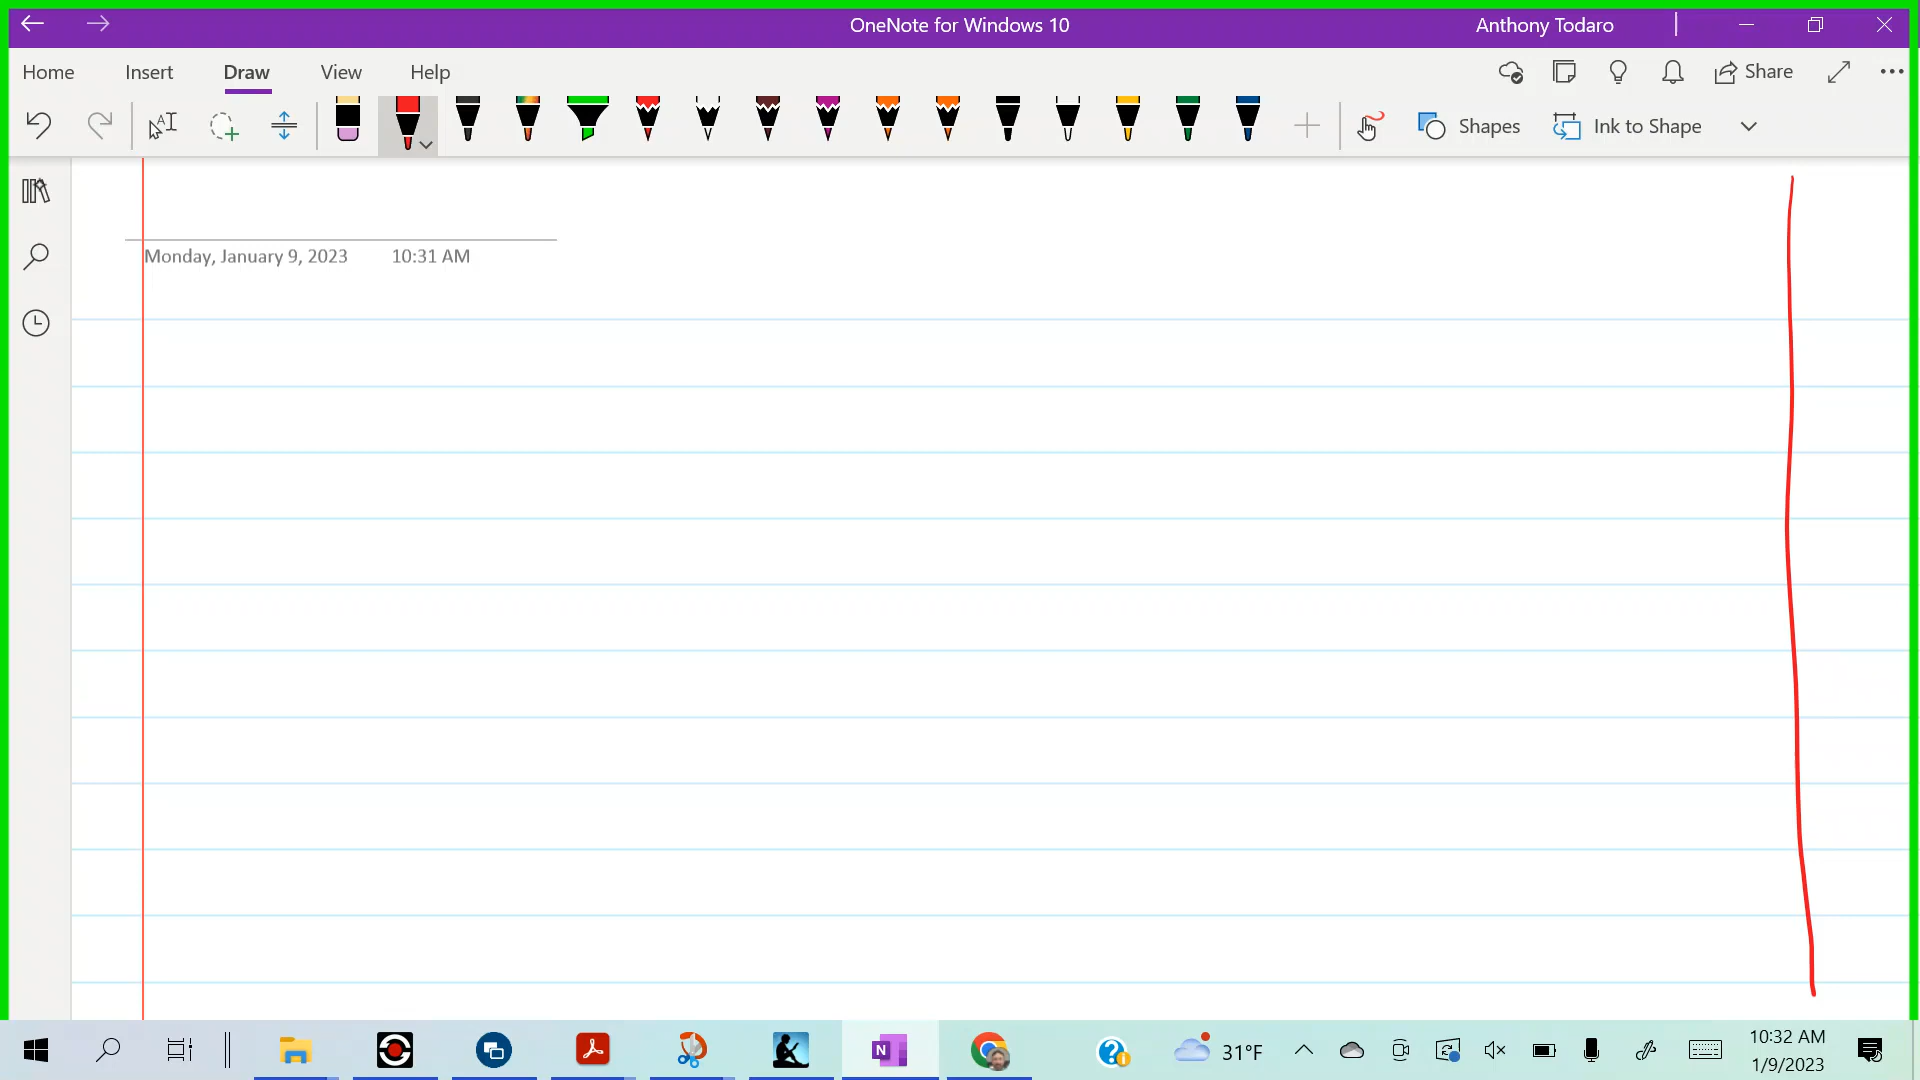 OneNote for Windows 10
Anthony Todaro
Home Insert Draw View Help
Share
Shapes
Ink to Shape
Monday, January 9, 2023 10:31 AM
31°F
10:32 AM
1/9/2023